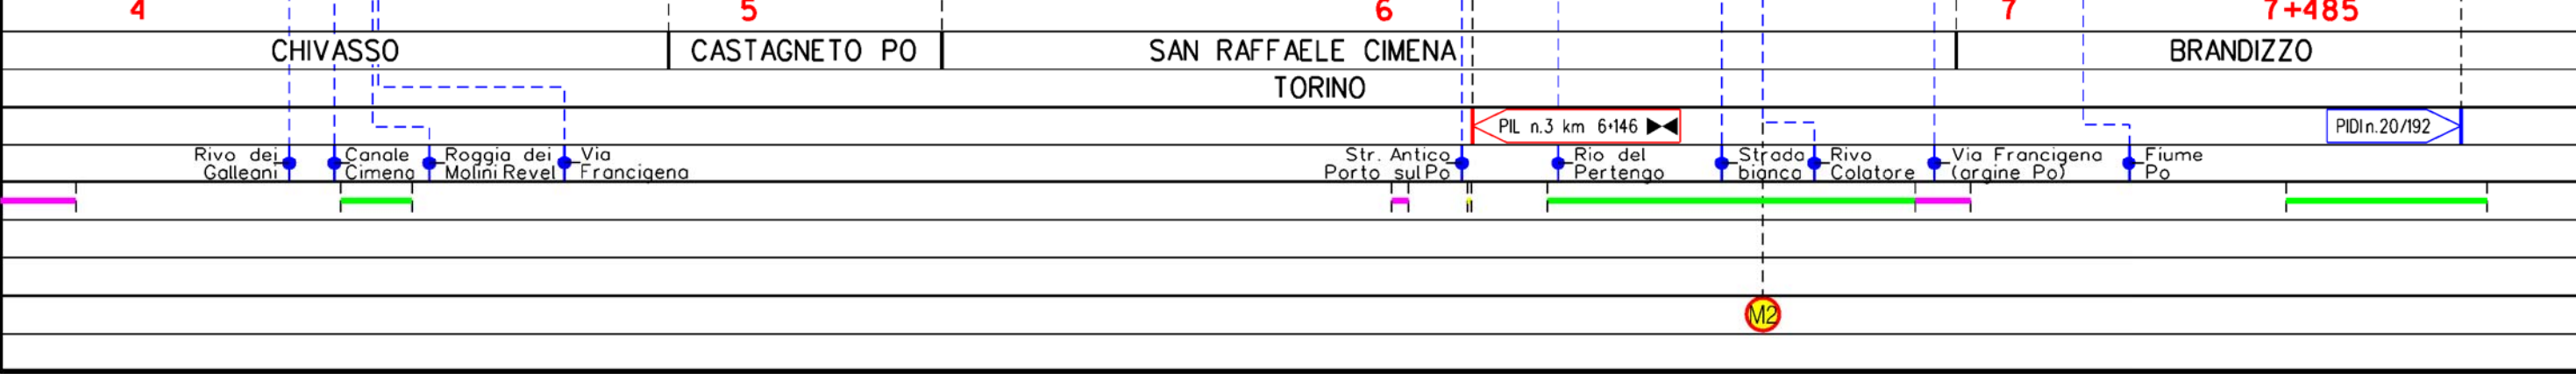 4 5 6 7 7+485
CHIVASSO CASTAGNETO PO SAN RAFFAELE CIMENA BRANDIZZO
TORINO
PIL n.3 km 6+146 PIDI n.20/192
Rivo dei
Galleani
Canale
Cimena
Roggia dei
Molini Revel
Via
Francigena
Str. Antico
Porto sul Po
Rio del
Pertengo
Strada
bianca
Rivo
Colatore
Via Francigena
(argine Po)
Fiume
Po
M2